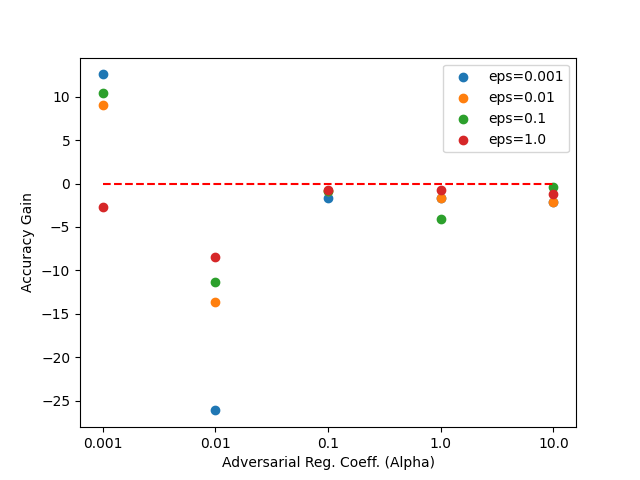 eps=0.001
eps=0.01
eps=0.1
eps=1.0
10
5
0
−5
−10
−15
−20
−25
Accuracy Gain
0.001 0.01 0.1 1.0 10.0
Adversarial Reg. Coeff. (Alpha)